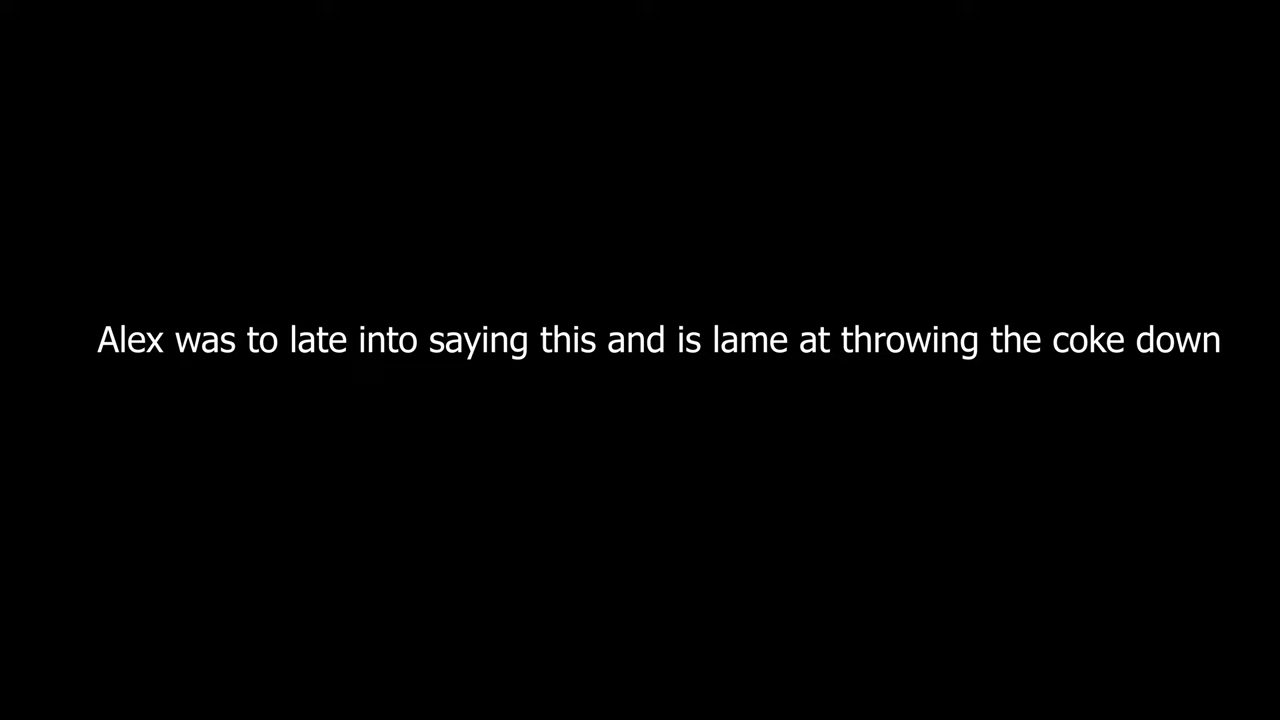 Alex was to late into saying this and is lame at throwing the coke down